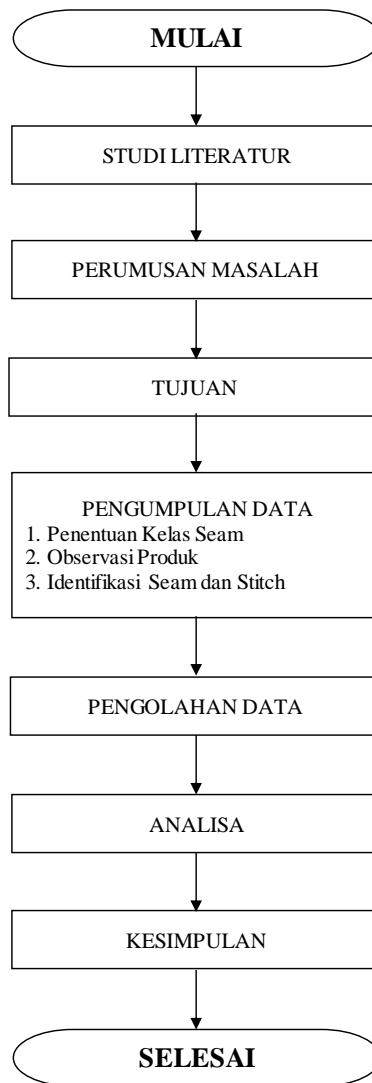 MULAI
STUDI LITERATUR
PERUMUSAN MASALAH
TUJUAN
PENGUMPULAN DATA
1. Penentuan Kelas Seam
2. Observasi Produk
3. Identifikasi Seam dan Stitch
PENGOLAHAN DATA
ANALISA
KESIMPULAN
SELESAI